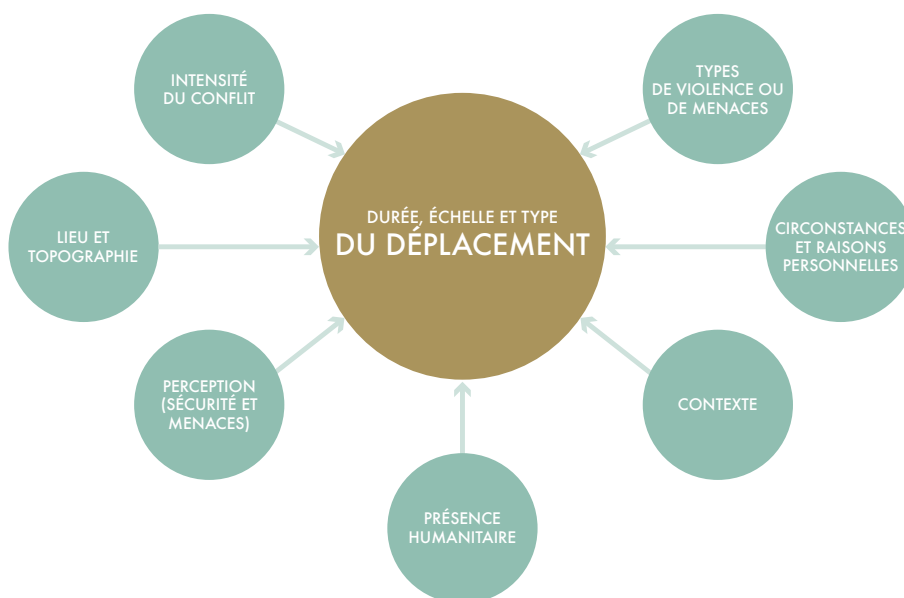 INTENSITÉ
DU CONFLIT
TYPES
DE VIOLENCE OU
DE MENACES
DURÉE, ÉCHELLE ET TYPE
DU DÉPLACEMENT
LIEU ET
TOPOGRAPHIE
CIRCONSTANCES
ET RAISONS
PERSONNELLES
PERCEPTION
(SÉCURITÉ ET
MENACES)
CONTEXTE
PRÉSENCE
HUMANITAIRE